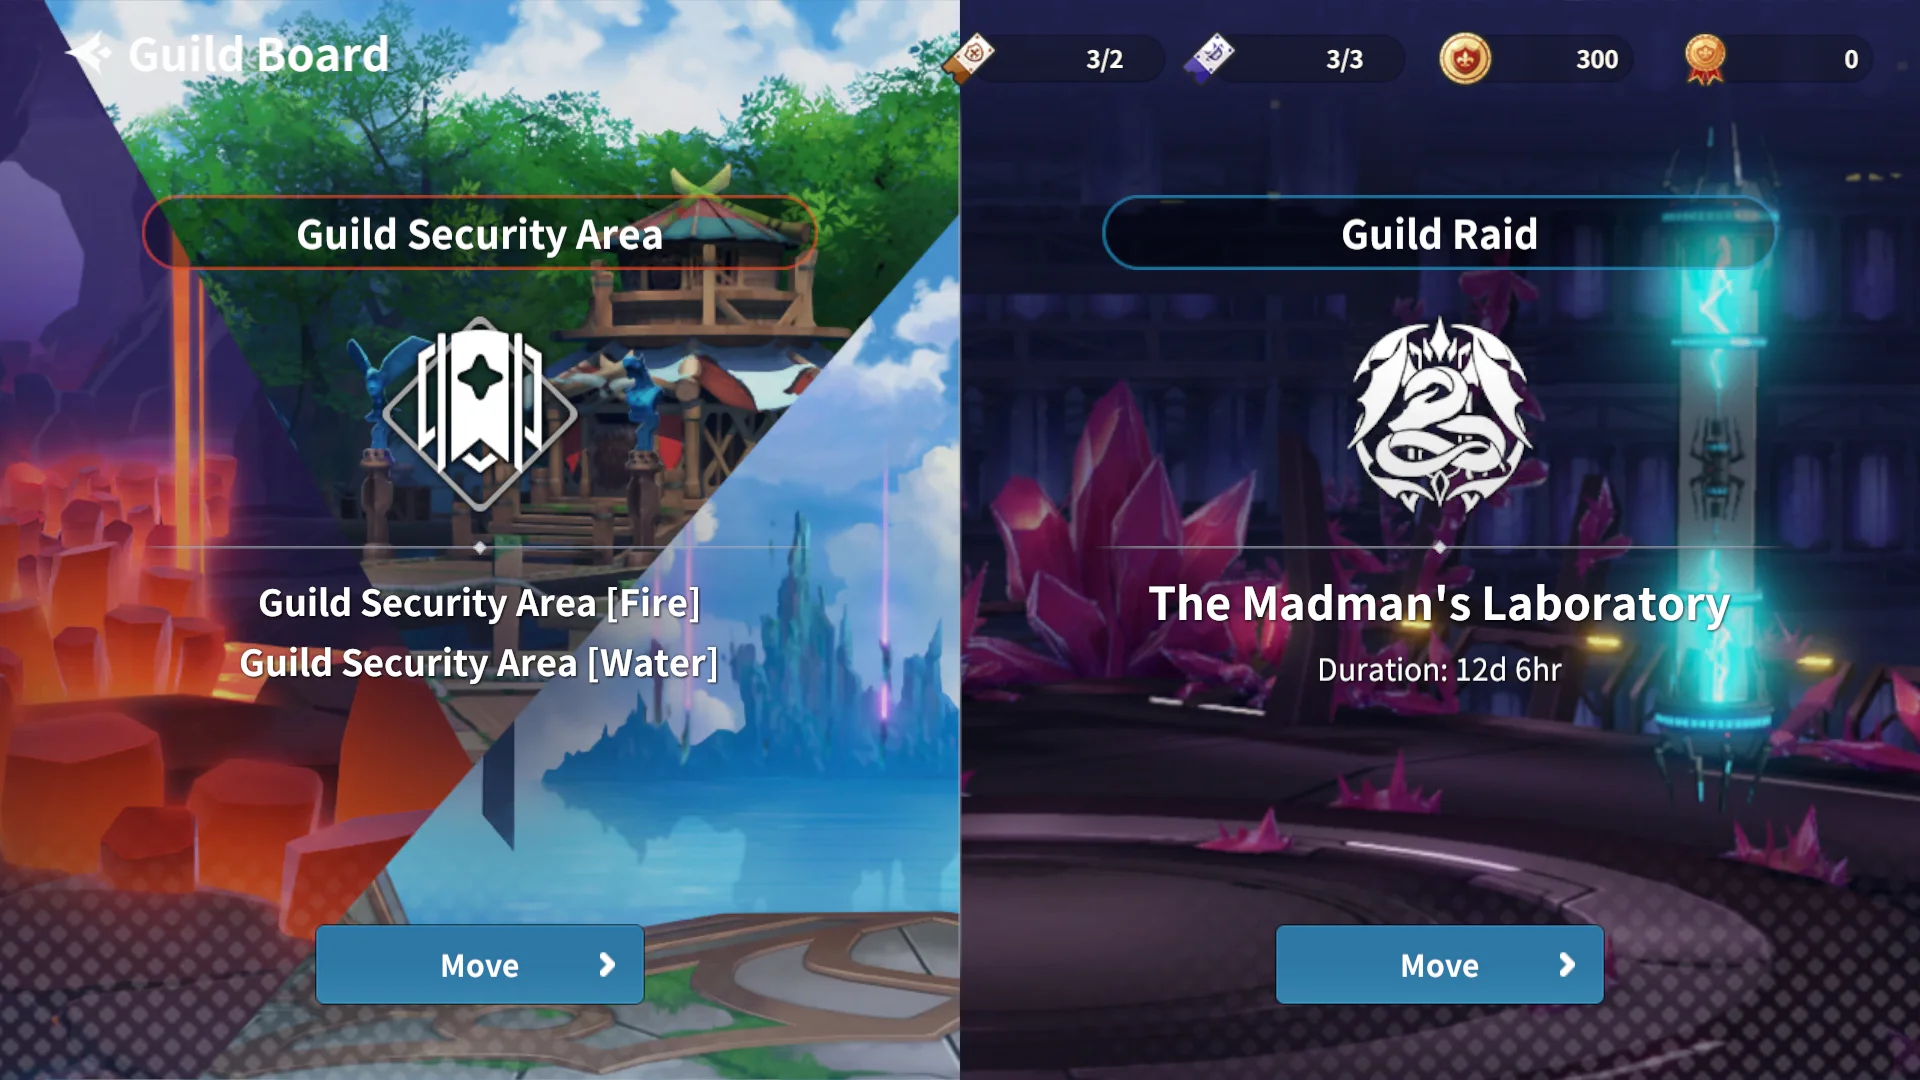 Guild Board
3/2
3/3
300
0
Guild Security Area
Guild Security Area [Fire]
Guild Security Area [Water]
Move
Guild Raid
The Madman's Laboratory
Duration: 12d 6hr
Move